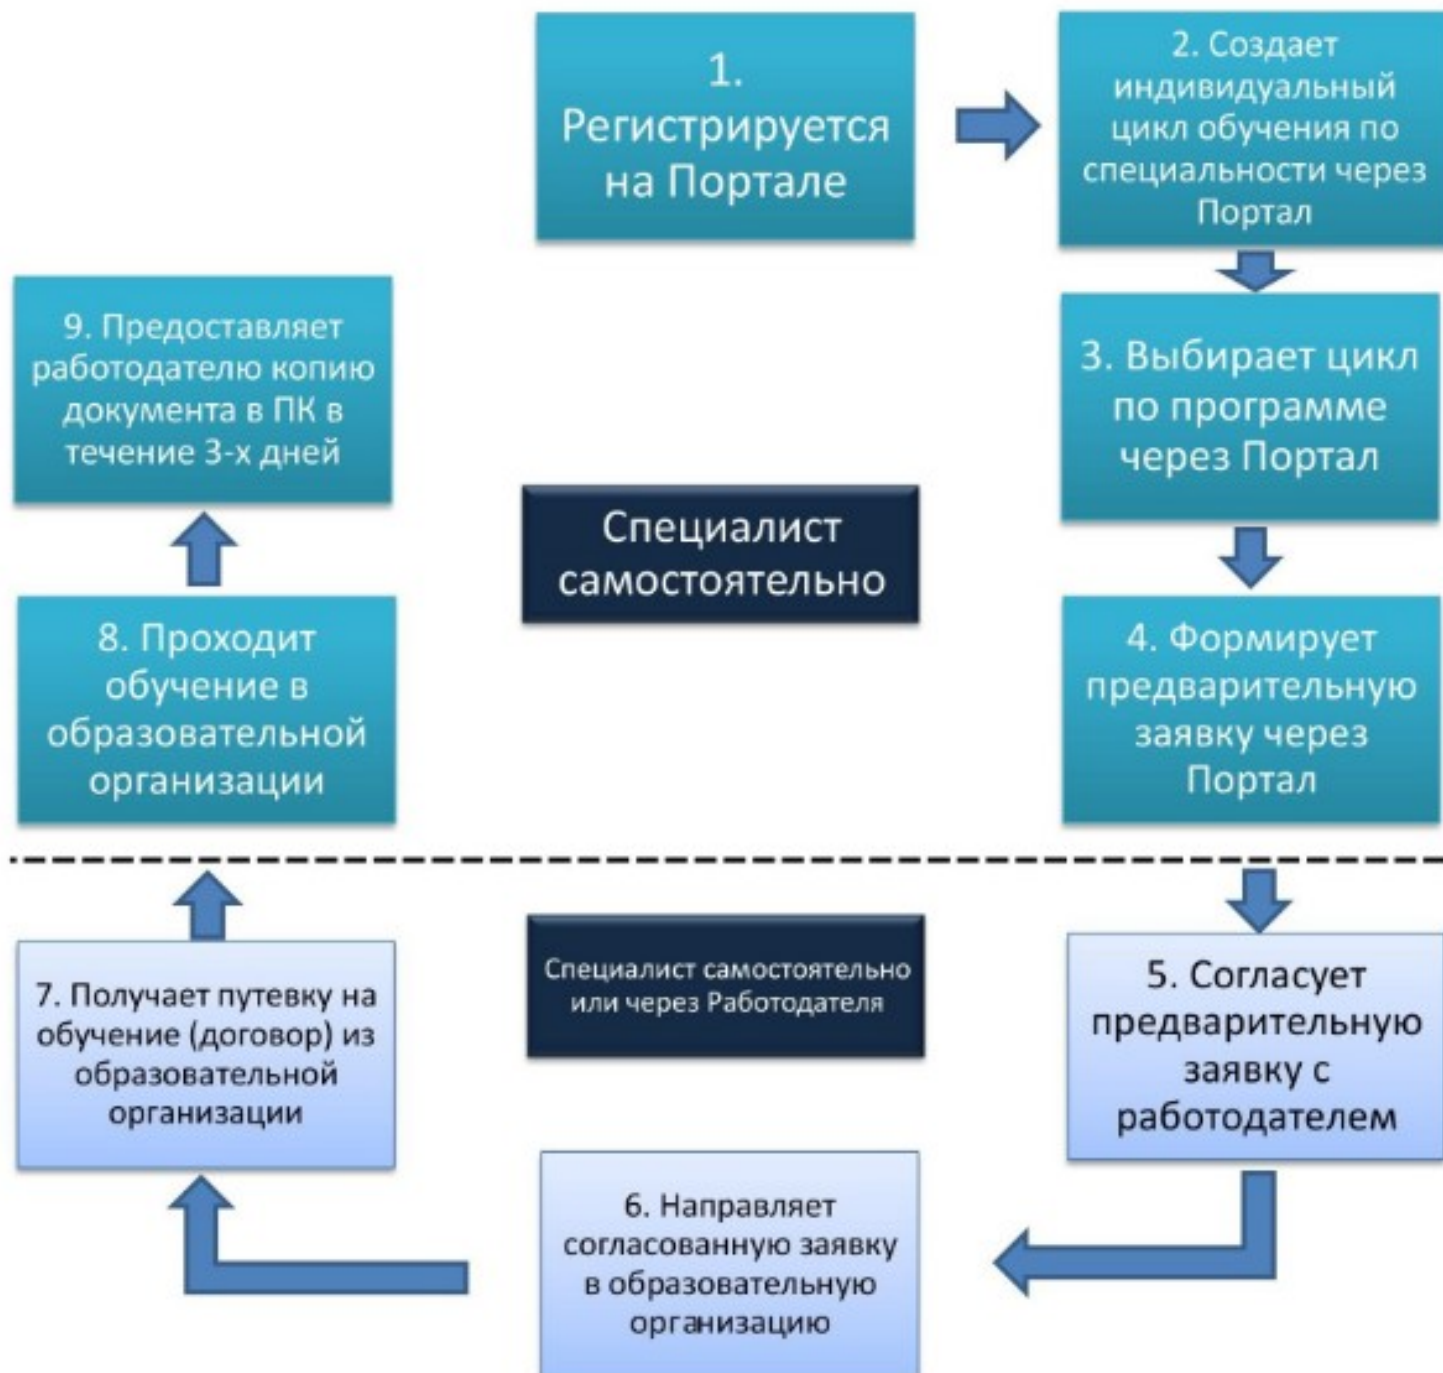 1.
Регистрируется
на Портале
2. Создает
индивидуальный
цикл обучения по
специальности через
Портал
3. Выбирает цикл
по программе
через Портал
4. Формирует
предварительную
заявку через
Портал
5. Согласует
предварительную
заявку с
работодателем
6. Направляет
согласованную заявку
в образовательную
организацию
7. Получает путевку на
обучение (договор) из
образовательной
организации
8. Проходит
обучение в
образовательной
организации
9. Предоставляет
работодателю копию
документа в ПК в
течение 3-х дней
Специалист
самостоятельно
Специалист самостоятельно
или через Работодателя